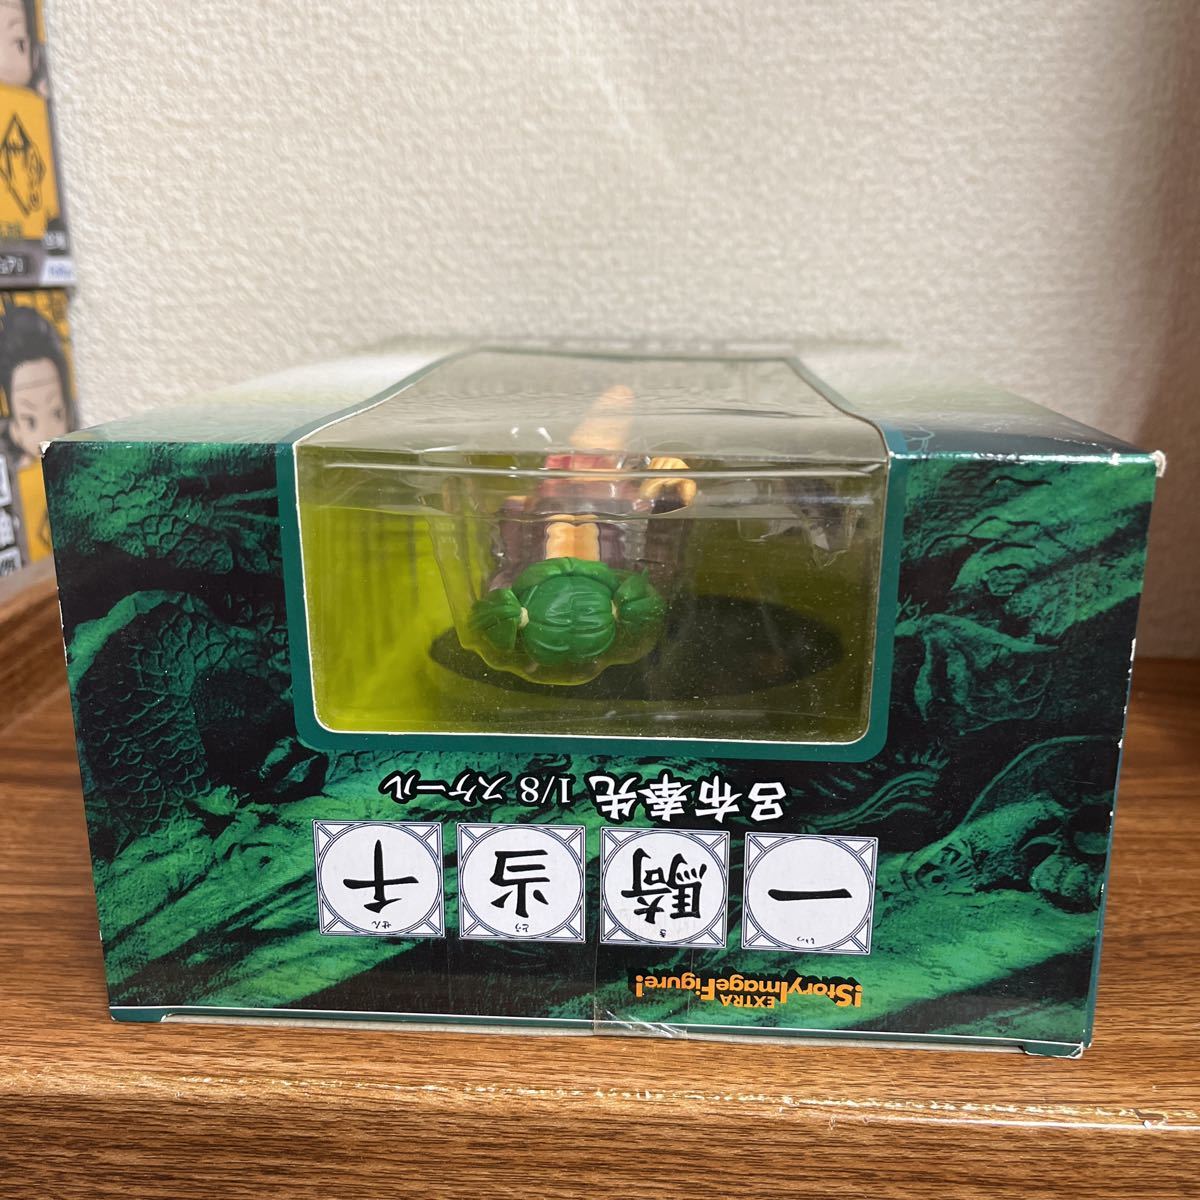 EXTRA
!StoryImageFigure!
一騎当千
いっ き とう せん
呂布奉先 1/8 スケール